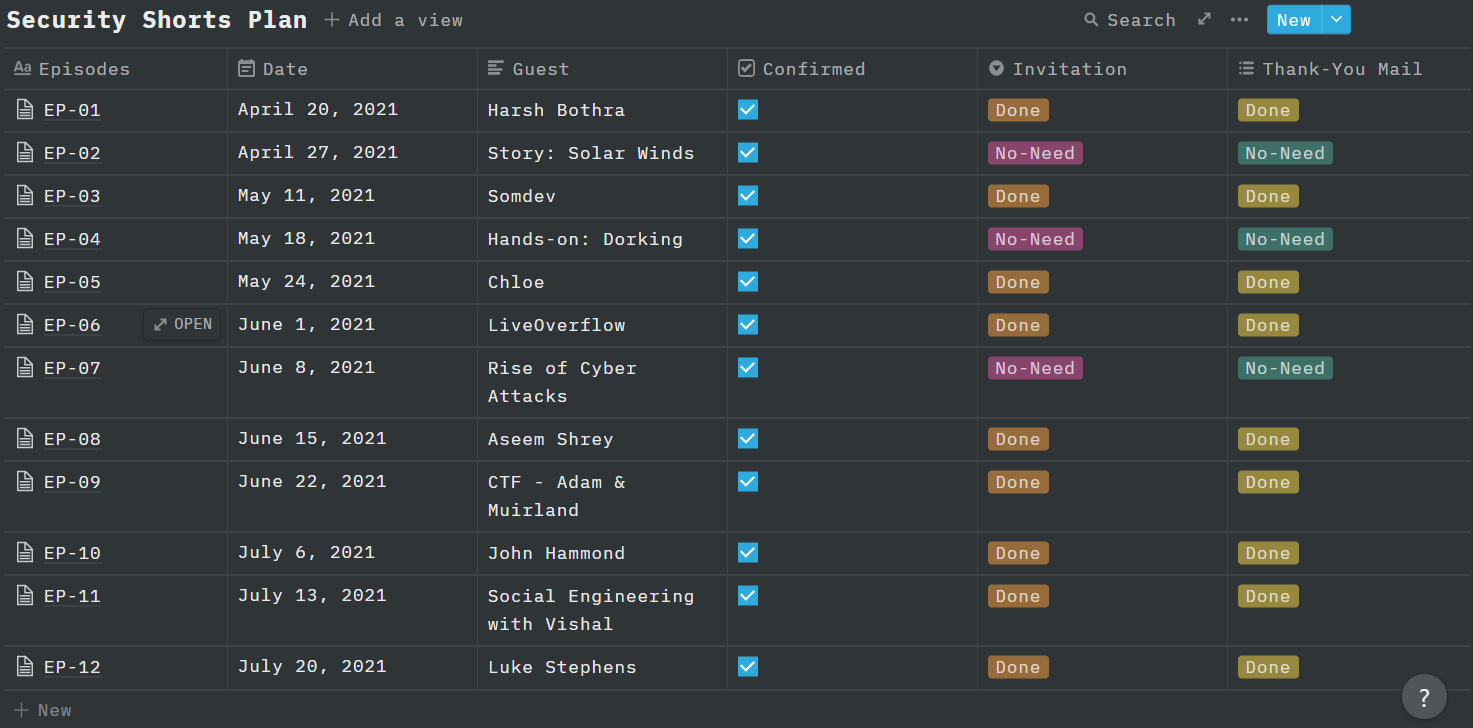 Security Shorts Plan + Add a view Search New
Aa Episodes Date Guest Confirmed Invitation Thank-You Mail
EP-01 April 20, 2021 Harsh Bothra Done Done
EP-02 April 27, 2021 Story: Solar Winds No-Need No-Need
EP-03 May 11, 2021 Somdev Done Done
EP-04 May 18, 2021 Hands-on: Dorking No-Need No-Need
EP-05 May 24, 2021 Chloe Done Done
EP-06 OPEN June 1, 2021 LiveOverflow Done Done
EP-07 June 8, 2021 Rise of Cyber No-Need No-Need
Attacks
EP-08 June 15, 2021 Aseem Shrey Done Done
EP-09 June 22, 2021 CTF - Adam & Done Done
Muirland
EP-10 July 6, 2021 John Hammond Done Done
EP-11 July 13, 2021 Social Engineering Done Done
with Vishal
EP-12 July 20, 2021 Luke Stephens Done Done
+ New ?